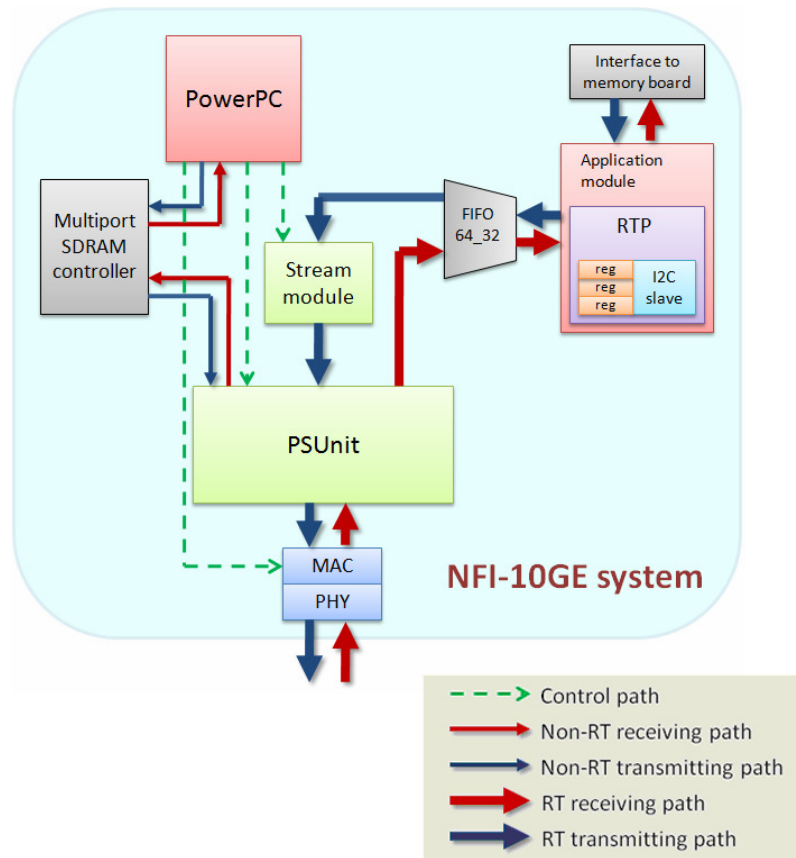 PowerPC
Interface to
memory board
Application
module
Multiport
SDRAM
controller
FIFO
64_32
RTP
Stream
module
reg
reg
reg
I2C
slave
PSUnit
MAC
PHY
NFI-10GE system
Control path
Non-RT receiving path
Non-RT transmitting path
RT receiving path
RT transmitting path